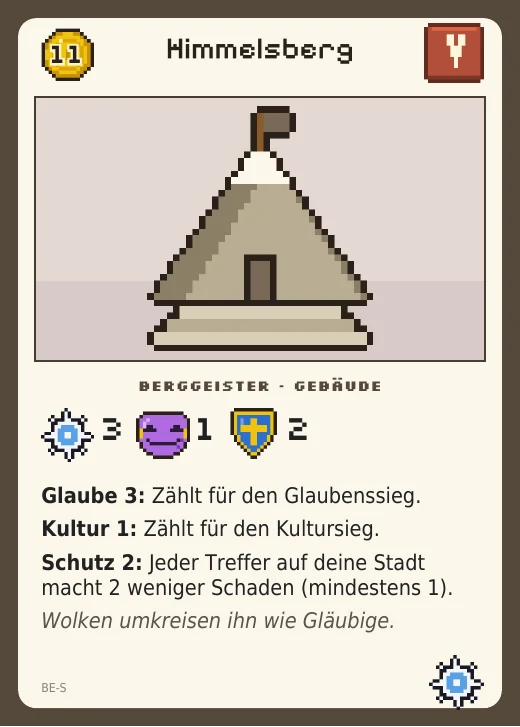 11
Himmelsberg
BERGGEISTER - GEBÄUDE
3 1 2
Glaube 3: Zählt für den Glaubenssieg.
Kultur 1: Zählt für den Kultursieg.
Schutz 2: Jeder Treffer auf deine Stadt
macht 2 weniger Schaden (mindestens 1).
Wolken umkreisen ihn wie Gläubige.
BE-S